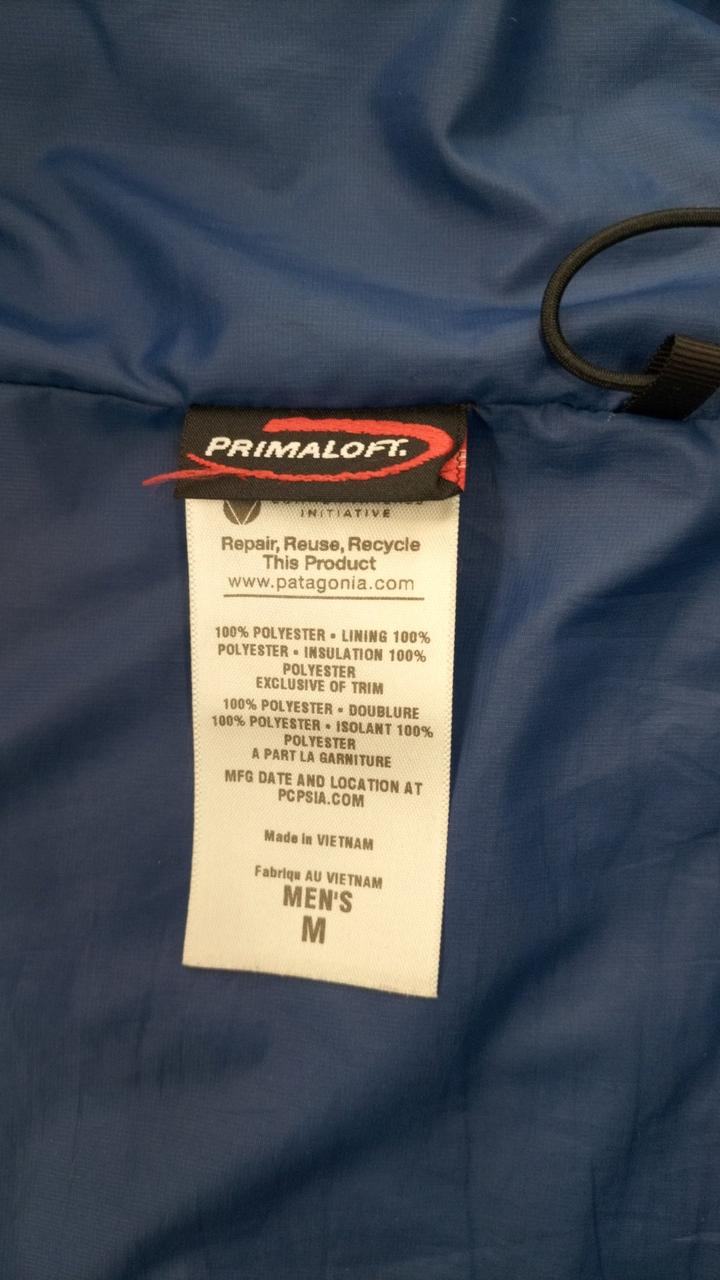 PRIMALOFT.
INITIATIVE
Repair, Reuse, Recycle
This Product
www.patagonia.com
100% POLYESTER • LINING 100%
POLYESTER • INSULATION 100%
POLYESTER
EXCLUSIVE OF TRIM
100% POLYESTER • DOUBLURE
100% POLYESTER • ISOLANT 100%
POLYESTER
A PART LA GARNITURE
MFG DATE AND LOCATION AT
PCPSIA.COM
Made in VIETNAM
Fabriqu AU VIETNAM
MEN'S
M